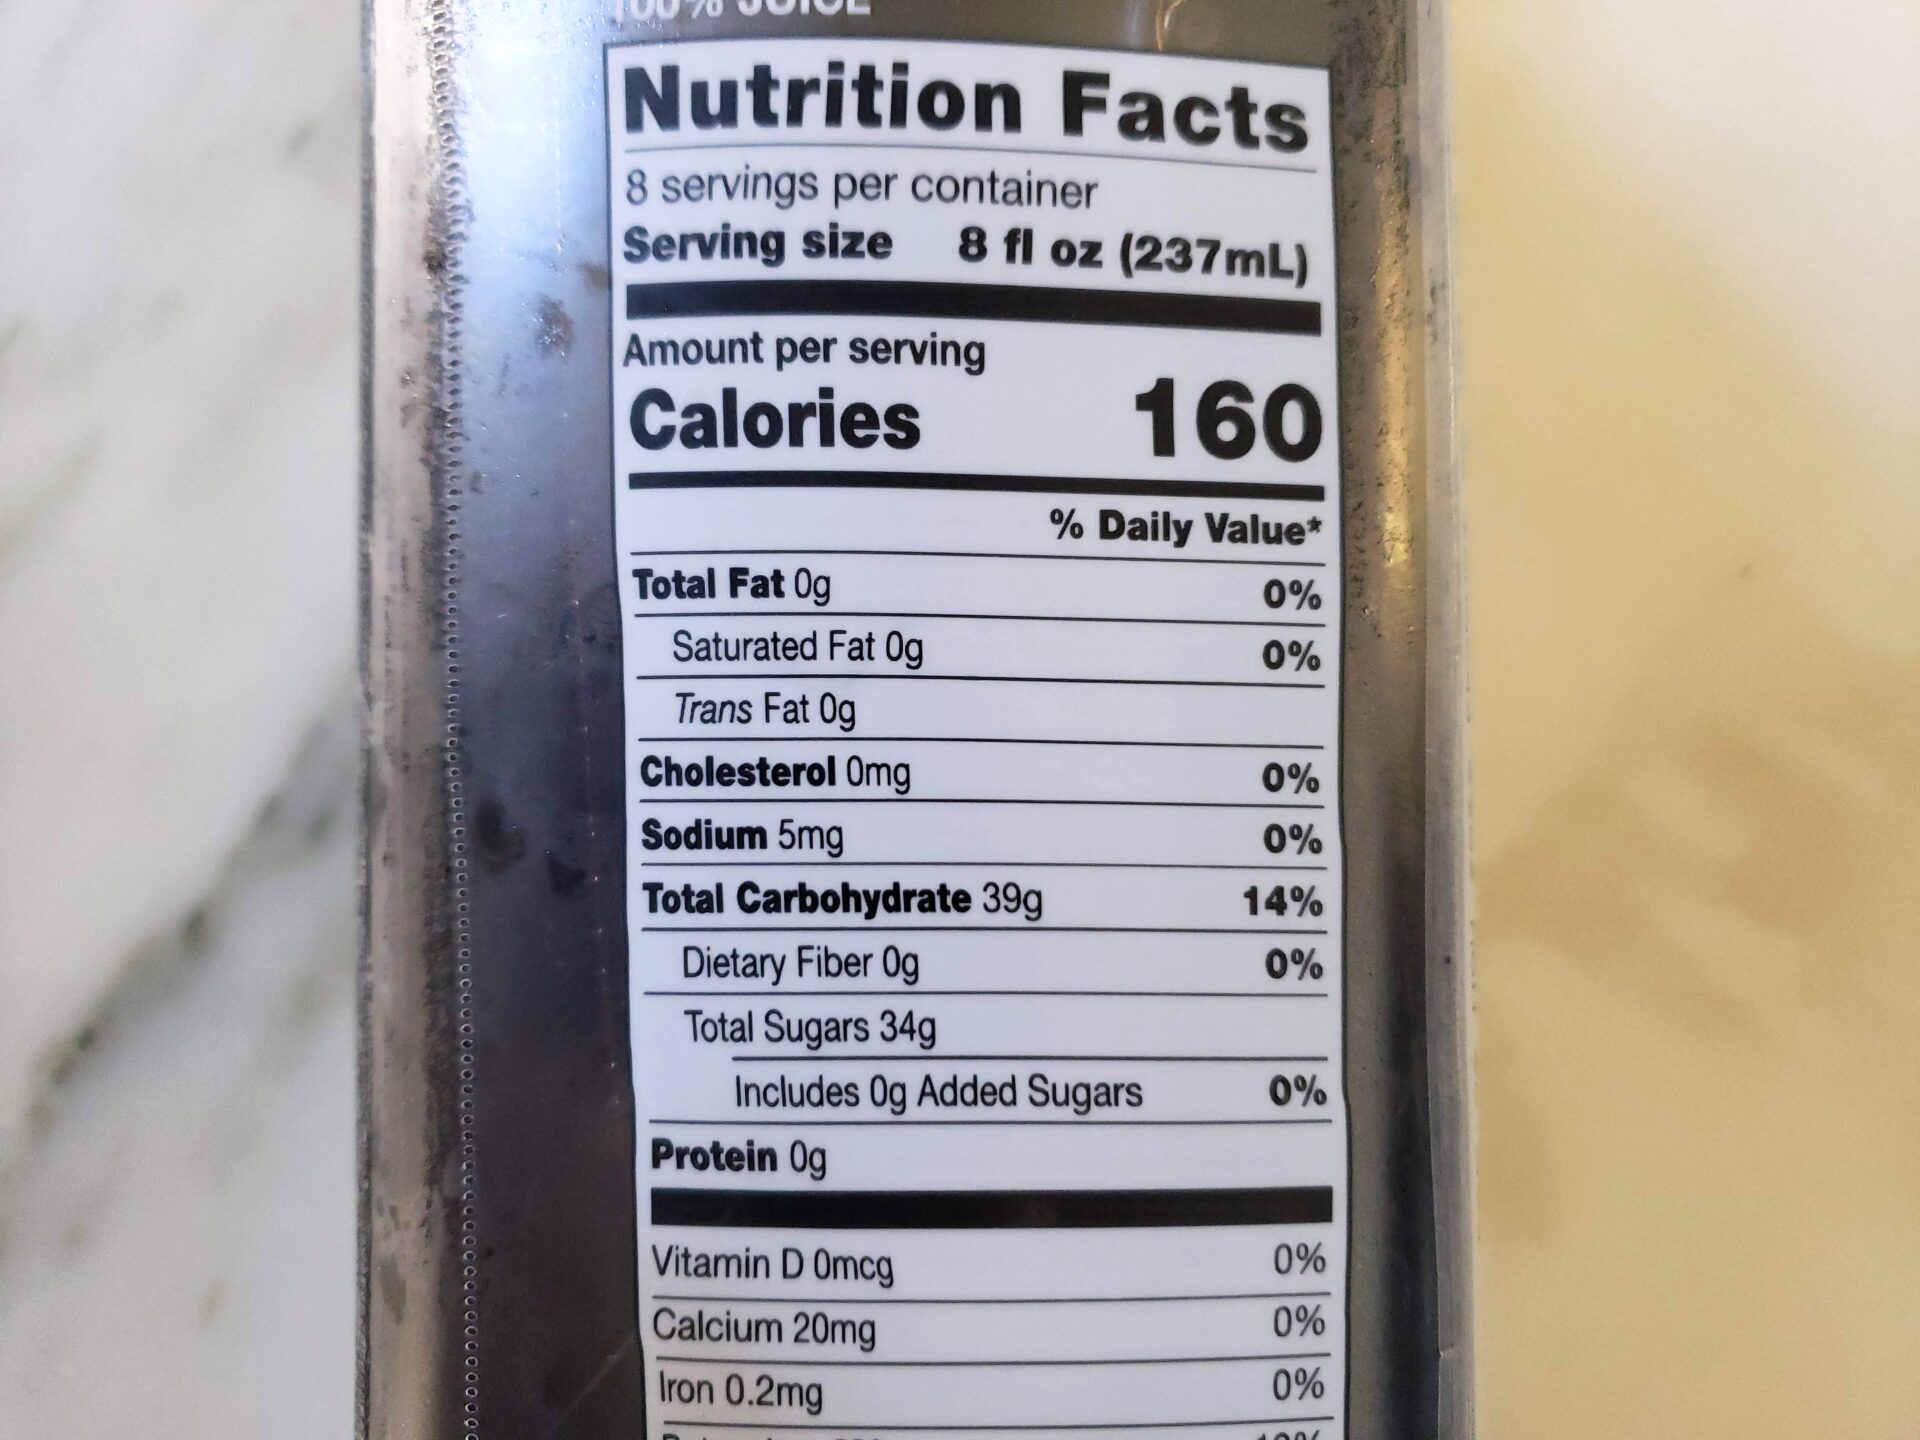 100% JUICE
Nutrition Facts
8 servings per container
Serving size 8 fl oz (237mL)
Amount per serving
Calories 160
% Daily Value*
Total Fat 0g 0%
Saturated Fat 0g 0%
Trans Fat 0g
Cholesterol 0mg 0%
Sodium 5mg 0%
Total Carbohydrate 39g 14%
Dietary Fiber 0g 0%
Total Sugars 34g
Includes 0g Added Sugars 0%
Protein 0g
Vitamin D 0mcg 0%
Calcium 20mg 0%
Iron 0.2mg 0%